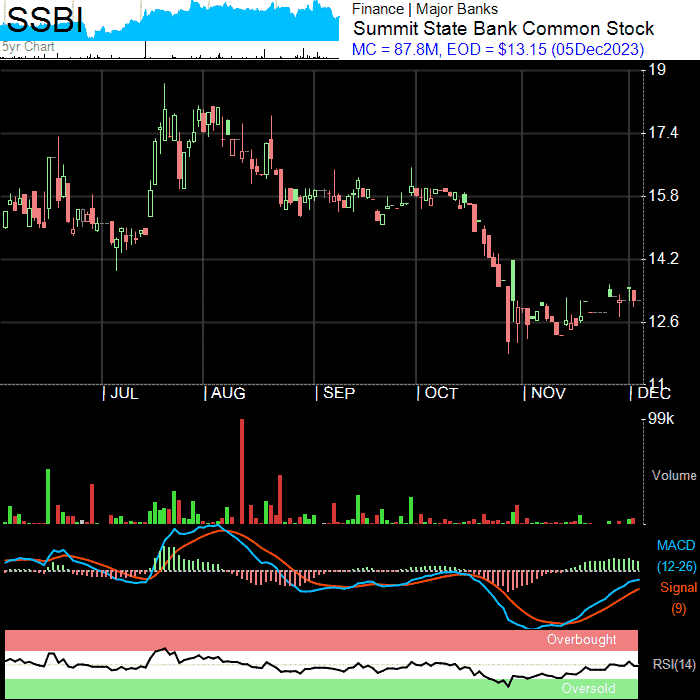 SSBI
5yr Chart
Finance | Major Banks
Summit State Bank Common Stock
MC = 87.8M, EOD = $13.15 (05Dec2023)
19
17.4
15.8
14.2
12.6
11
JUL AUG SEP OCT NOV DEC
99k
Volume
MACD
(12-26)
Signal
(9)
Overbought
RSI(14)
Oversold